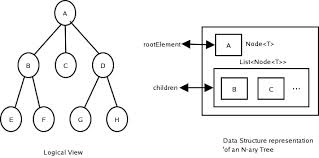 A
B
C
D
E
F
G
H
Logical View
rootElement
A
Node<T>
List<Node<T>>
children
B
C
...
Data Structure representation
'of an N-ary Tree